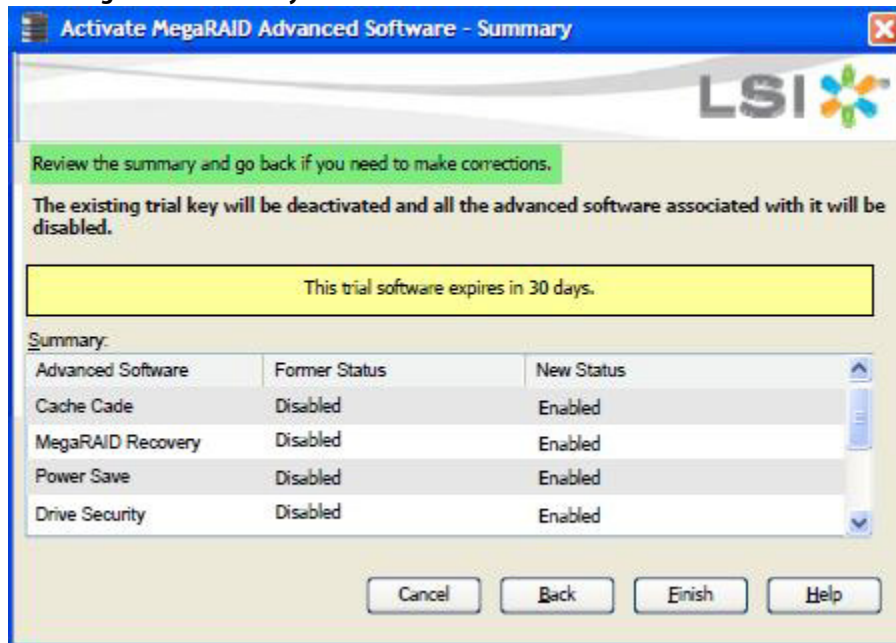 Activate MegaRAID Advanced Software - Summary
LSI
Review the summary and go back if you need to make corrections.
The existing trial key will be deactivated and all the advanced software associated with it will be
disabled.
This trial software expires in 30 days.
Summary:
Advanced Software Former Status New Status
Cache Cade Disabled Enabled
MegaRAID Recovery Disabled Enabled
Power Save Disabled Enabled
Drive Security Disabled Enabled
Cancel Back Finish Help